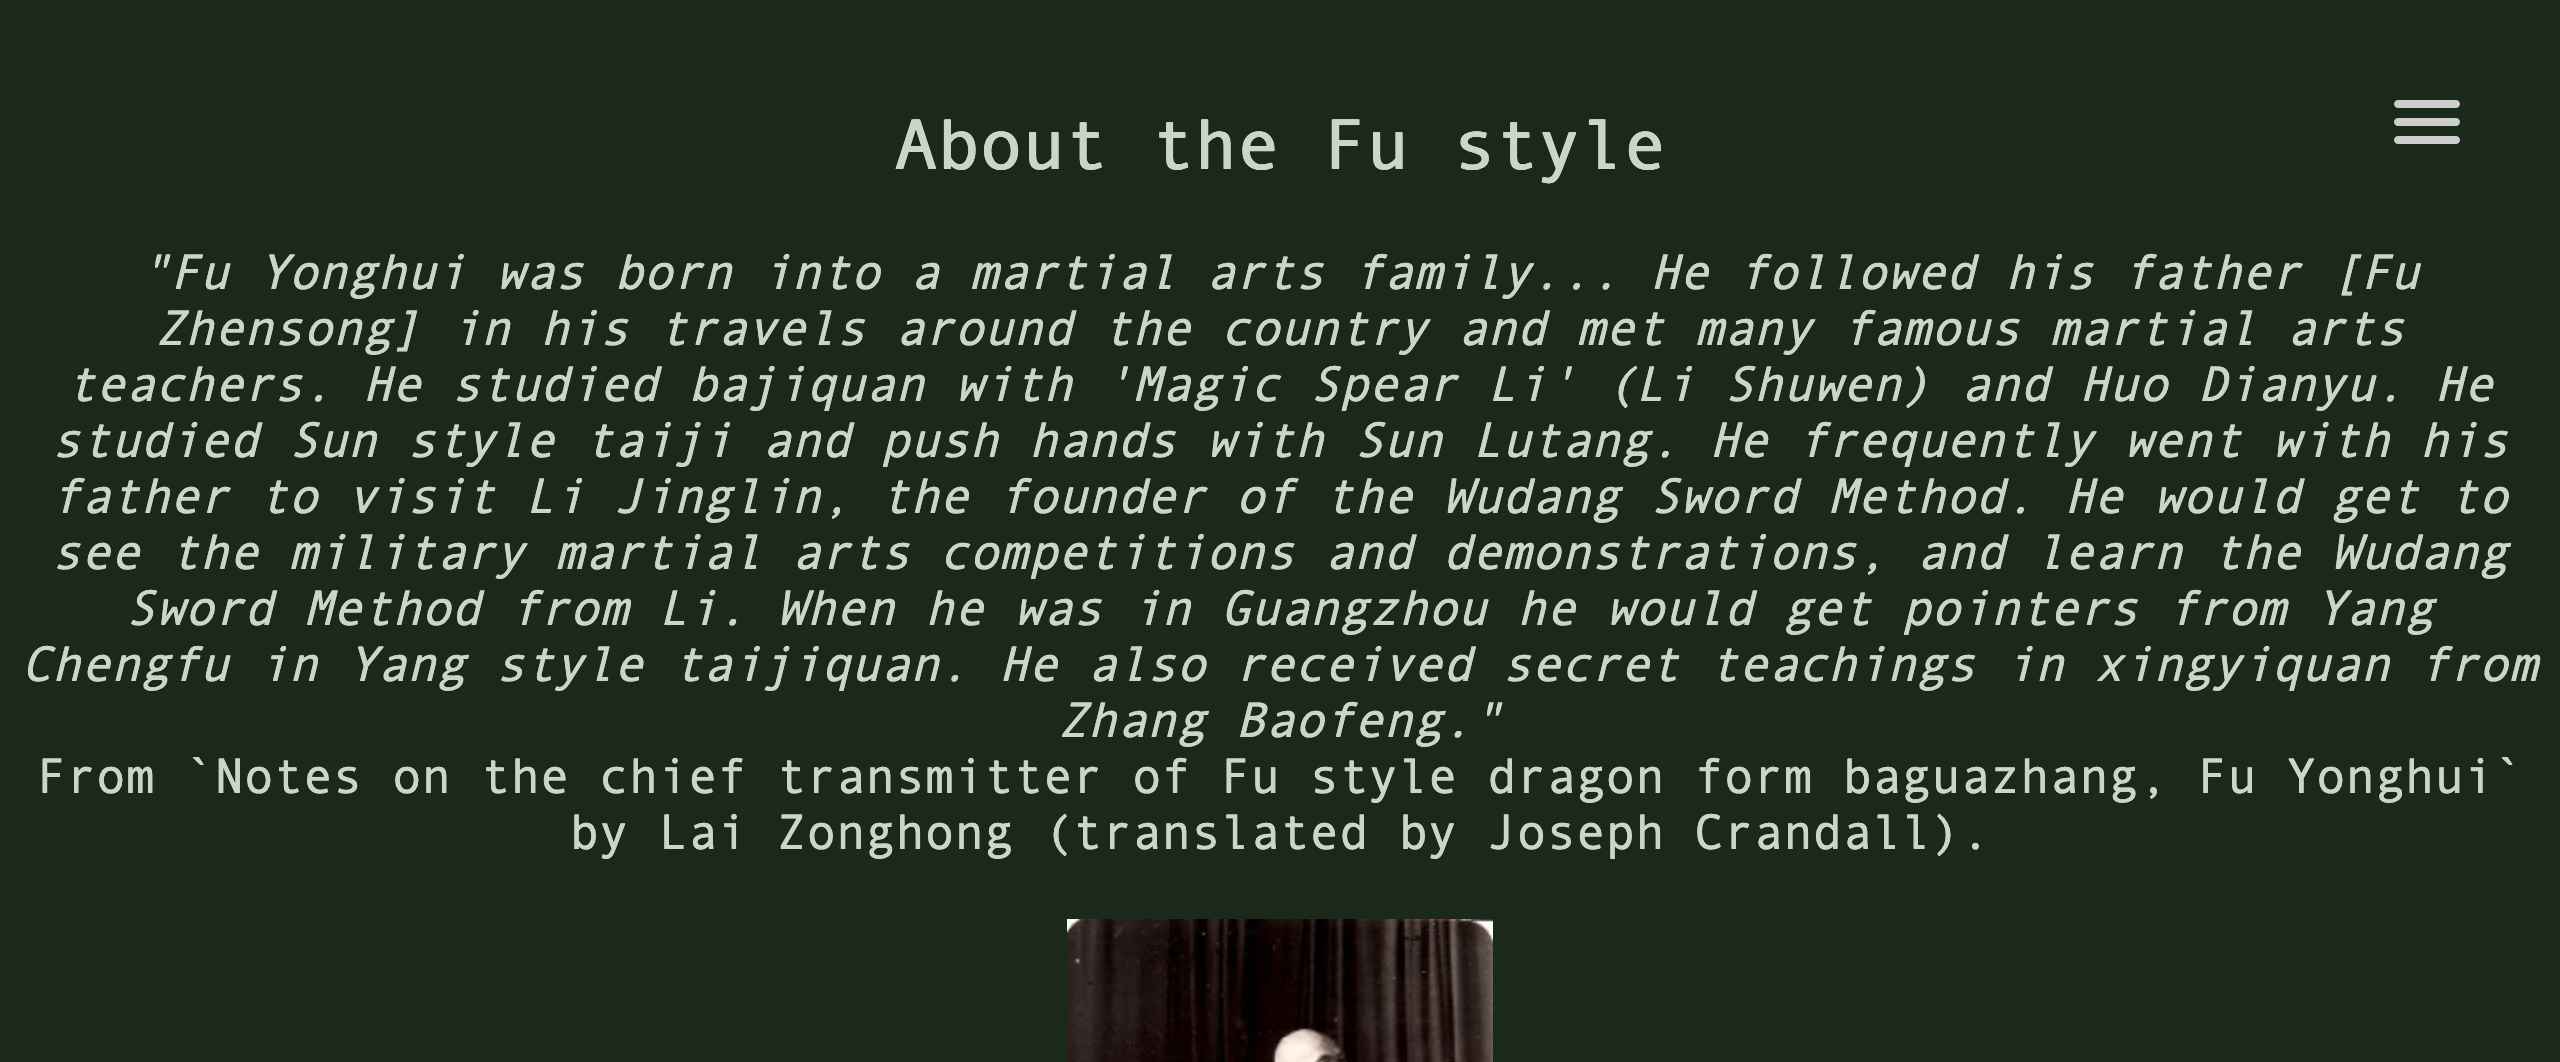 About the Fu style
"Fu Yonghui was born into a martial arts family... He followed his father [Fu
Zhensong] in his travels around the country and met many famous martial arts
teachers. He studied bajiquan with 'Magic Spear Li' (Li Shuwen) and Huo Dianyu. He
studied Sun style taiji and push hands with Sun Lutang. He frequently went with his
father to visit Li Jinglin, the founder of the Wudang Sword Method. He would get to
see the military martial arts competitions and demonstrations, and learn the Wudang
Sword Method from Li. When he was in Guangzhou he would get pointers from Yang
Chengfu in Yang style taijiquan. He also received secret teachings in xingyiquan from
Zhang Baofeng."
From `Notes on the chief transmitter of Fu style dragon form baguazhang, Fu Yonghui`
by Lai Zonghong (translated by Joseph Crandall).